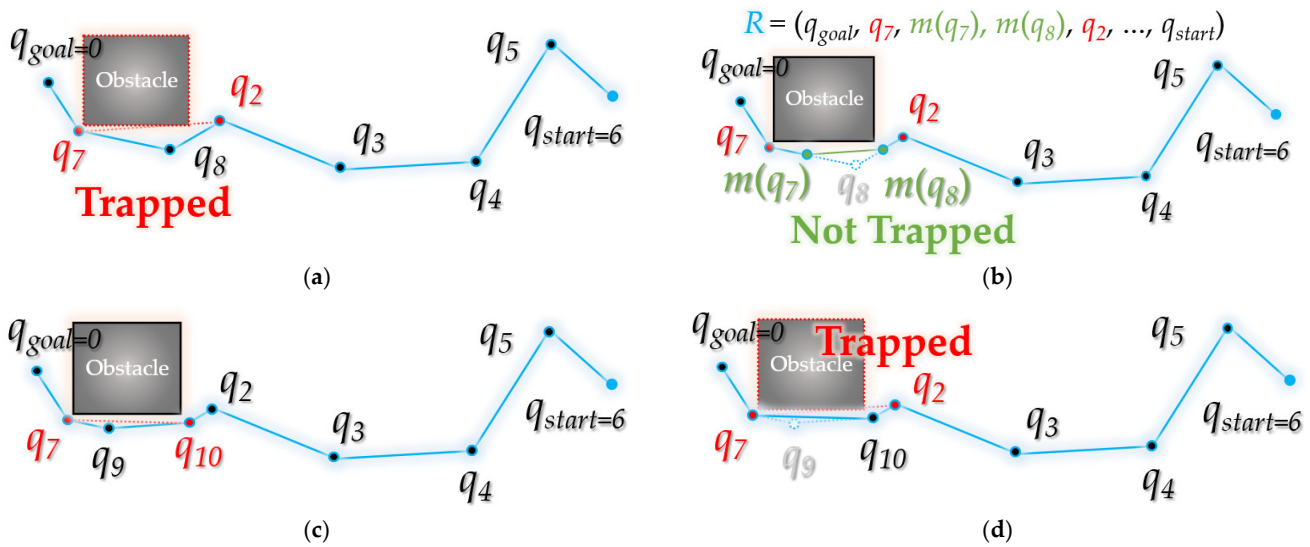 q_goal=0
Obstacle
q_2
q_5
q_7
q_8
q_3
q_4
q_start=6
Trapped
(a)
R = (q_goal, q_7, m(q_7), m(q_8), q_2, ..., q_start)
q_goal=0
Obstacle
q_2
q_5
q_7
m(q_7)
q_8
m(q_8)
q_3
q_4
q_start=6
Not Trapped
(b)
q_goal=0
Obstacle
q_2
q_5
q_7
q_9
q_10
q_3
q_4
q_start=6
(c)
q_goal=0
Obstacle
Trapped
q_2
q_5
q_7
q_9
q_10
q_3
q_4
q_start=6
(d)